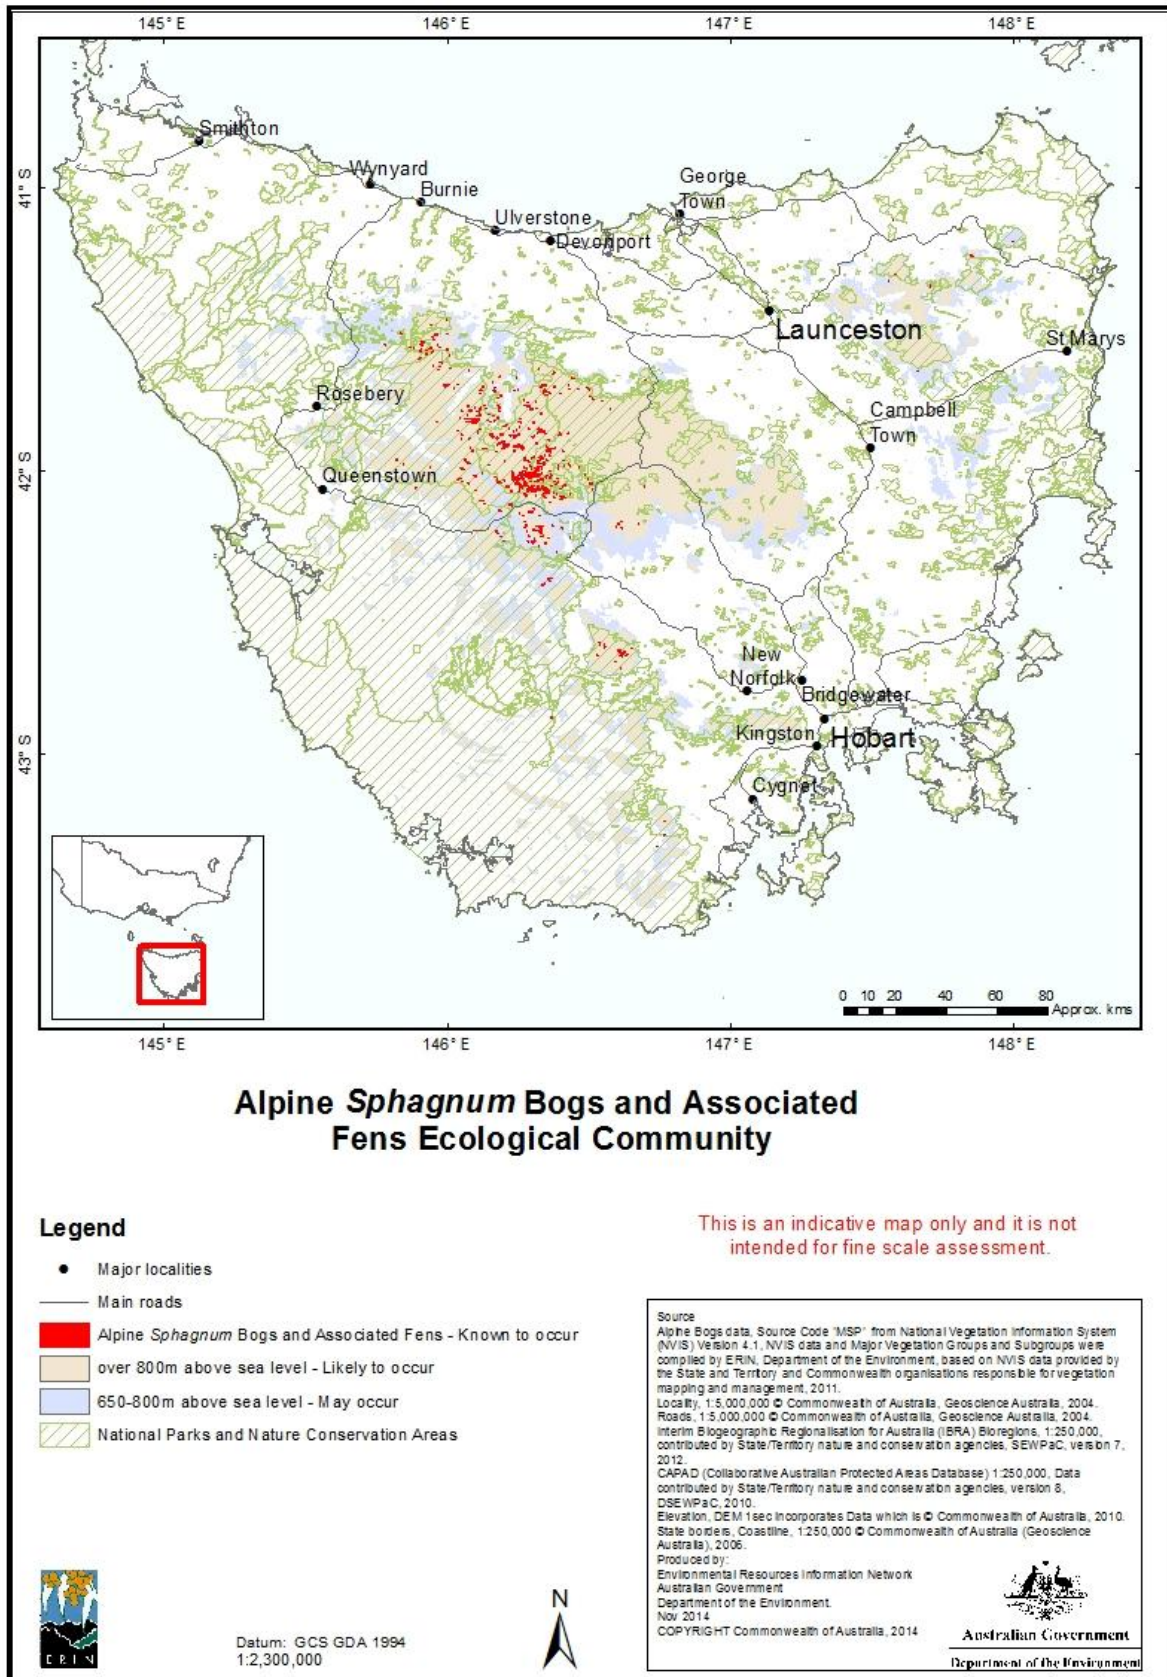 145° E 146° E 147° E 148° E
41° S
42° S
43° S
Smithton
Wynyard
Burnie
Ulverstone
Devonport
George
Town
Launceston
St Marys
Rosebery
Campbell
Town
Queenstown
New
Norfolk
Bridgewater
Kingston
Hobart
Cygnet
0 10 20 40 60 80
Approx. kms
145° E 146° E 147° E 148° E
Alpine Sphagnum Bogs and Associated
Fens Ecological Community
Legend
Major localities
Main roads
Alpine Sphagnum Bogs and Associated Fens - Known to occur
over 800m above sea level - Likely to occur
650-800m above sea level - May occur
National Parks and Nature Conservation Areas
This is an indicative map only and it is not
intended for fine scale assessment.
Source
Alpine Bogs data, Source Code 'MSP' from National Vegetation Information System
(NVIS) Version 4.1, NVIS data and Major Vegetation Groups and Subgroups were
compiled by ERIN, Department of the Environment, based on NVIS data provided by
the State and Territory and Commonwealth organisations responsible for vegetation
mapping and management, 2011.
Locality, 1:5,000,000 © Commonwealth of Australia, Geoscience Australia, 2004.
Roads, 1:5,000,000 © Commonwealth of Australia, Geoscience Australia, 2004.
Interim Biogeographic Regionalisation for Australia (IBRA) Bioregions, 1:250,000,
contributed by State/Territory nature and conservation agencies, SEWPaC, version 7,
2012.
CAPAD (Collaborative Australian Protected Areas Database) 1:250,000, Data
contributed by State/Territory nature and conservation agencies, version 8,
DSEWPaC, 2010.
Elevation, DEM 1sec incorporates Data which is © Commonwealth of Australia, 2010.
State borders, Coastline, 1:250,000 © Commonwealth of Australia (Geoscience
Australia), 2006.
Produced by:
Environmental Resources Information Network
Australian Government
Department of the Environment.
Nov 2014
COPYRIGHT Commonwealth of Australia, 2014
Australian Government
Department of the Environment
ERIN
Datum: GCS GDA 1994
1:2,300,000
N